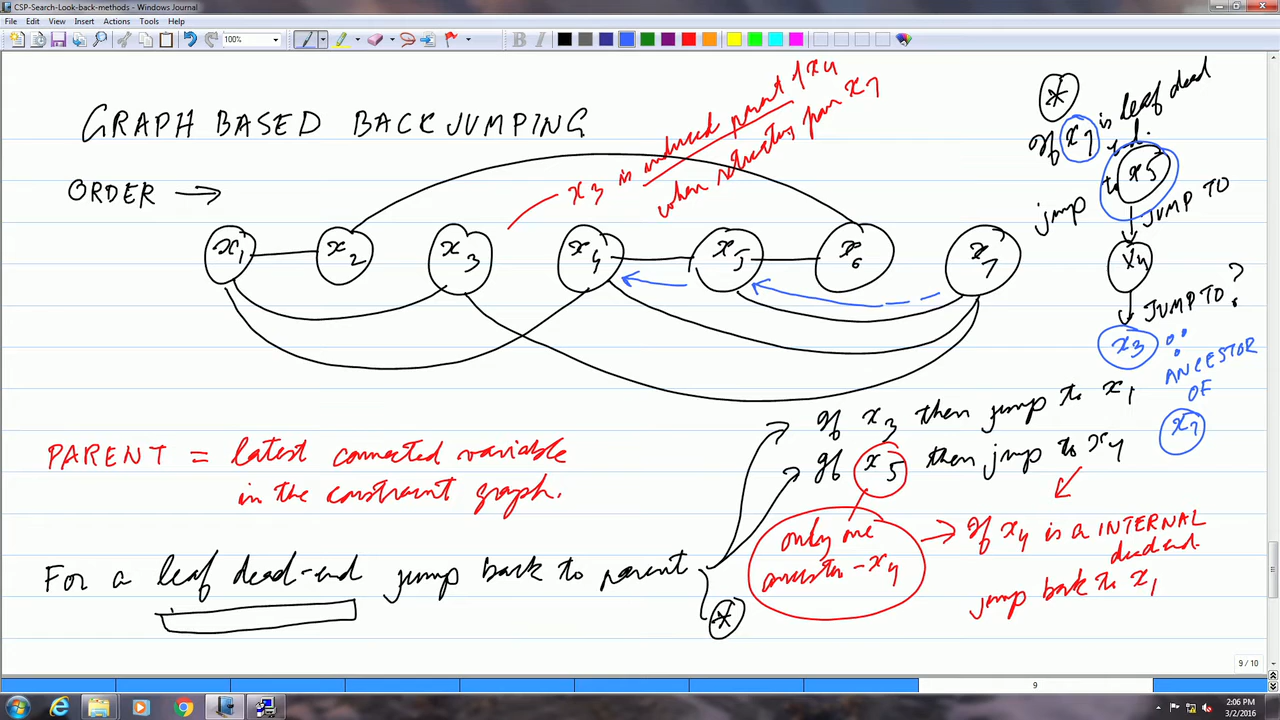 CSP-Search-Look-back-methods - Windows Journal
File Edit View Insert Actions Tools Help
100%
B I
GRAPH BASED BACKJUMPING
ORDER →
x3 is induced parent of x4
when retreating from x7
x1 x2 x3 x4 x5 x6 x7
*
If x7 is leaf dead
end.
jump to x5
JUMP TO
x4
JUMP TO?
x3 ∵
ANCESTOR
OF
x7
PARENT = latest connected variable
in the constraint graph.
For a leaf dead-end jump back to parent
*
If x3 then jump to x1
If x5 then jump to x4
only one
ancestor - x4
→ If x4 is a INTERNAL
deadend.
jump back to x1
9 / 10
9
2:06 PM
3/2/2016